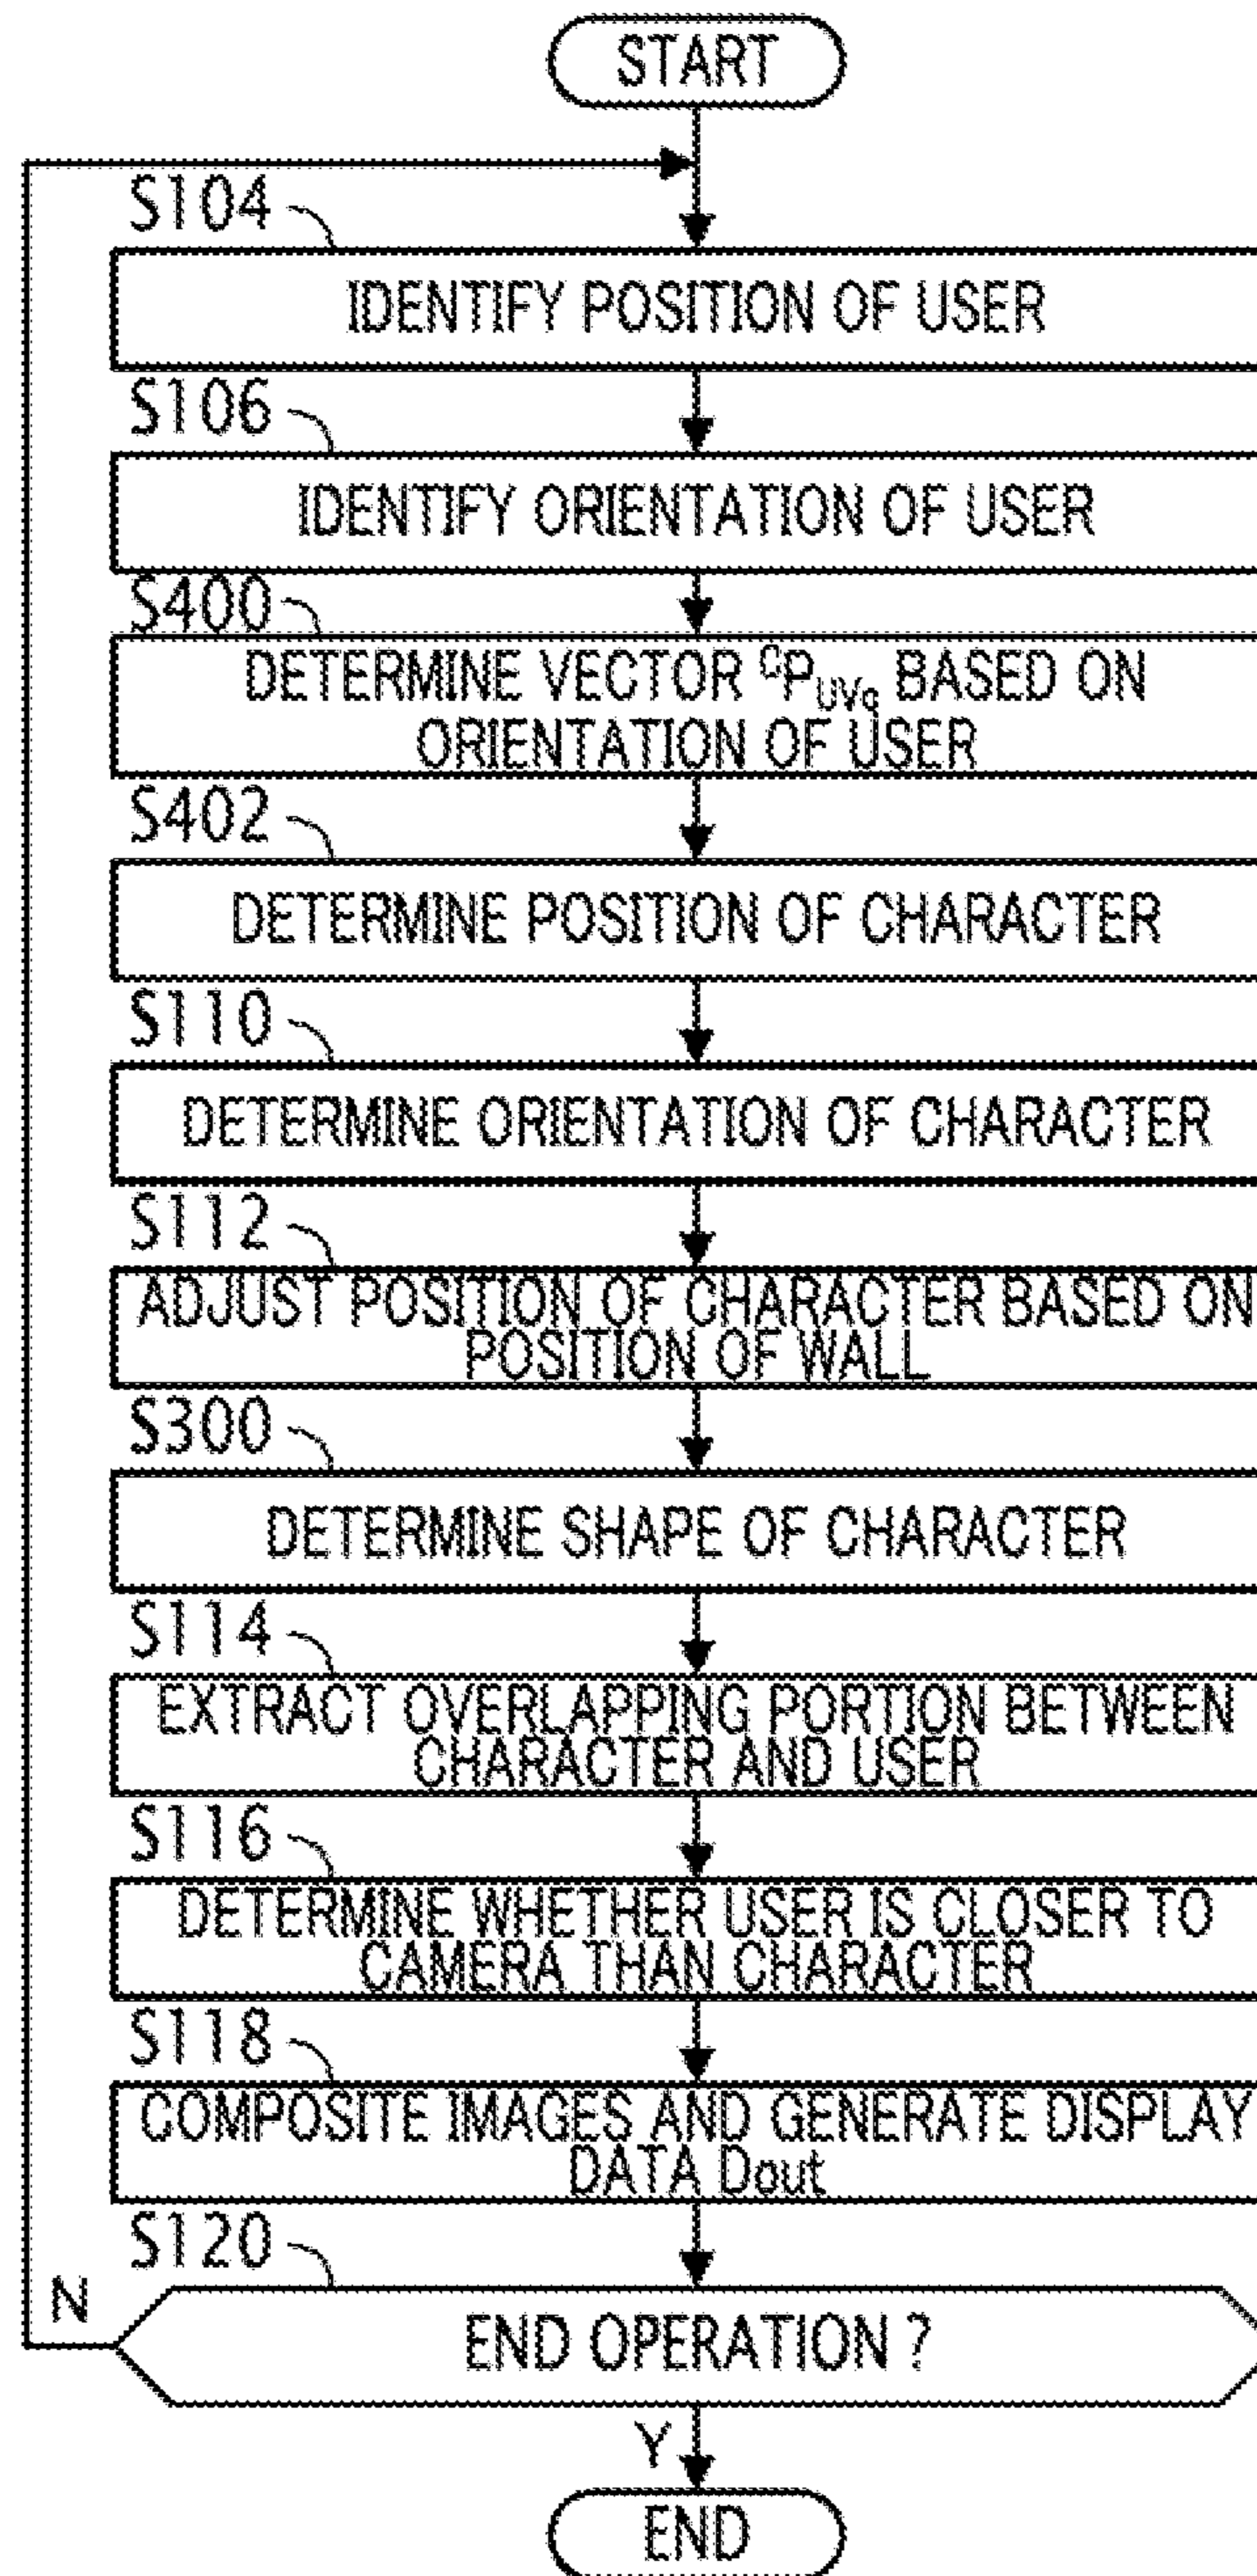 START
S104
IDENTIFY POSITION OF USER
S106
IDENTIFY ORIENTATION OF USER
S400
DETERMINE VECTOR ᶜP_UVq BASED ON
ORIENTATION OF USER
S402
DETERMINE POSITION OF CHARACTER
S110
DETERMINE ORIENTATION OF CHARACTER
S112
ADJUST POSITION OF CHARACTER BASED ON
POSITION OF WALL
S300
DETERMINE SHAPE OF CHARACTER
S114
EXTRACT OVERLAPPING PORTION BETWEEN
CHARACTER AND USER
S116
DETERMINE WHETHER USER IS CLOSER TO
CAMERA THAN CHARACTER
S118
COMPOSITE IMAGES AND GENERATE DISPLAY
DATA Dout
S120
N
END OPERATION ?
Y
END